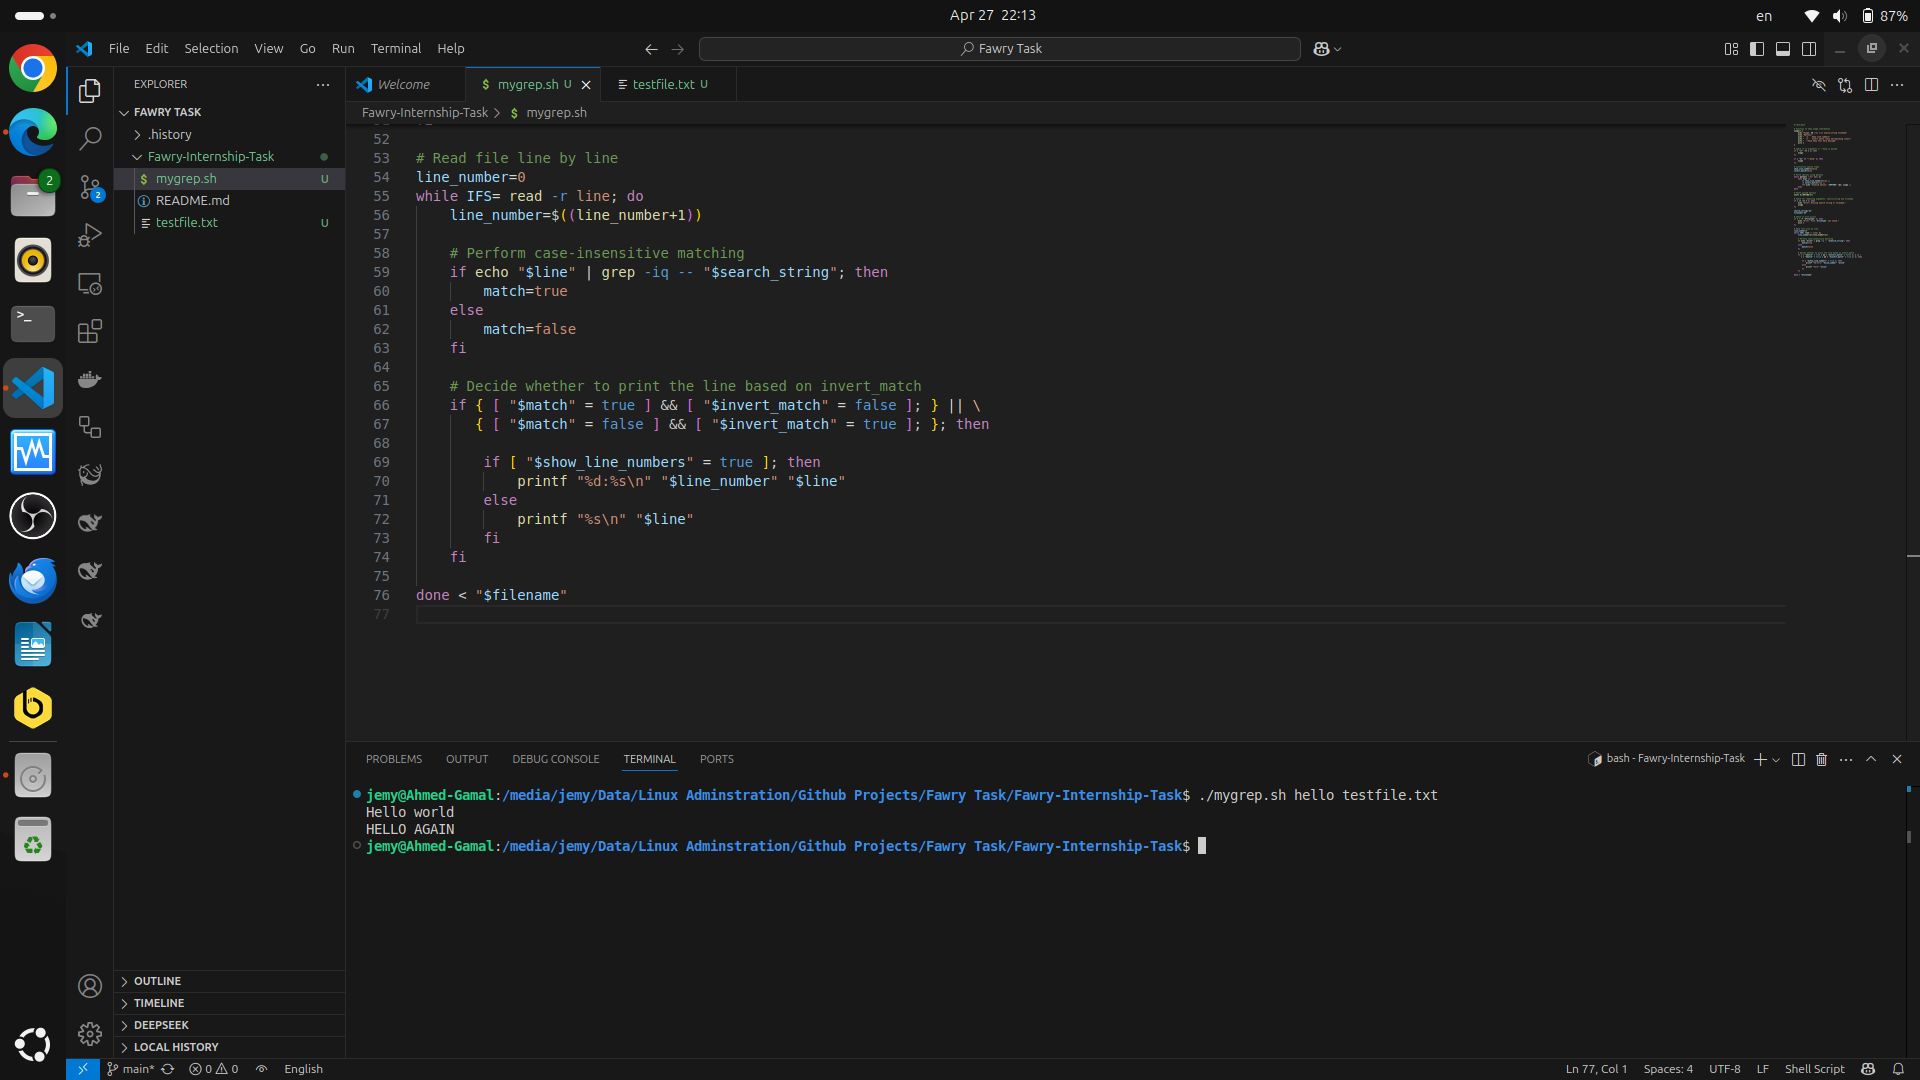 Apr 27 22:13
en
87%
File Edit Selection View Go Run Terminal Help
Fawry Task
EXPLORER
Welcome
mygrep.sh U
testfile.txt U
FAWRY TASK
Fawry-Internship-Task > mygrep.sh
.history
Fawry-Internship-Task
mygrep.sh U
README.md
testfile.txt U
2
2
52
53 # Read file line by line
54 line_number=0
55 while IFS= read -r line; do
56 line_number=$((line_number+1))
57
58 # Perform case-insensitive matching
59 if echo "$line" | grep -iq -- "$search_string"; then
60 match=true
61 else
62 match=false
63 fi
64
65 # Decide whether to print the line based on invert_match
66 if { [ "$match" = true ] && [ "$invert_match" = false ]; } || \
67 { [ "$match" = false ] && [ "$invert_match" = true ]; }; then
68
69 if [ "$show_line_numbers" = true ]; then
70 printf "%d:%s\n" "$line_number" "$line"
71 else
72 printf "%s\n" "$line"
73 fi
74 fi
75
76 done < "$filename"
77
PROBLEMS OUTPUT DEBUG CONSOLE TERMINAL PORTS
bash - Fawry-Internship-Task
jemy@Ahmed-Gamal:/media/jemy/Data/Linux Adminstration/Github Projects/Fawry Task/Fawry-Internship-Task$ ./mygrep.sh hello testfile.txt
Hello world
HELLO AGAIN
jemy@Ahmed-Gamal:/media/jemy/Data/Linux Adminstration/Github Projects/Fawry Task/Fawry-Internship-Task$
OUTLINE
TIMELINE
DEEPSEEK
LOCAL HISTORY
main* 0 0 English
Ln 77, Col 1 Spaces: 4 UTF-8 LF Shell Script